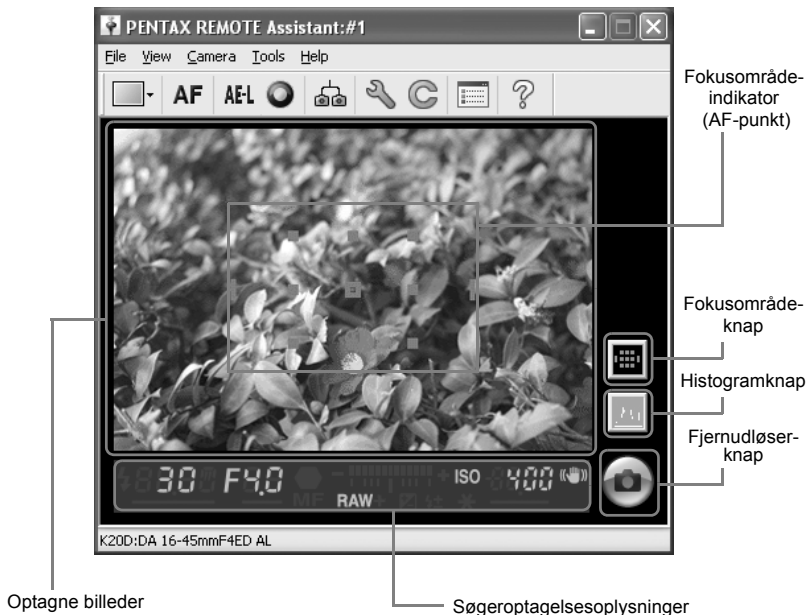 PENTAX REMOTE Assistant:#1
File View Camera Tools Help
AF AE-L
Fokusområde-
indikator
(AF-punkt)
Fokusområde-
knap
Histogramknap
Fjernudløser-
knap
30 F4.0 ISO 400
MF RAW
K20D:DA 16-45mmF4ED AL
Optagne billeder
Søgeroptagelsesoplysninger